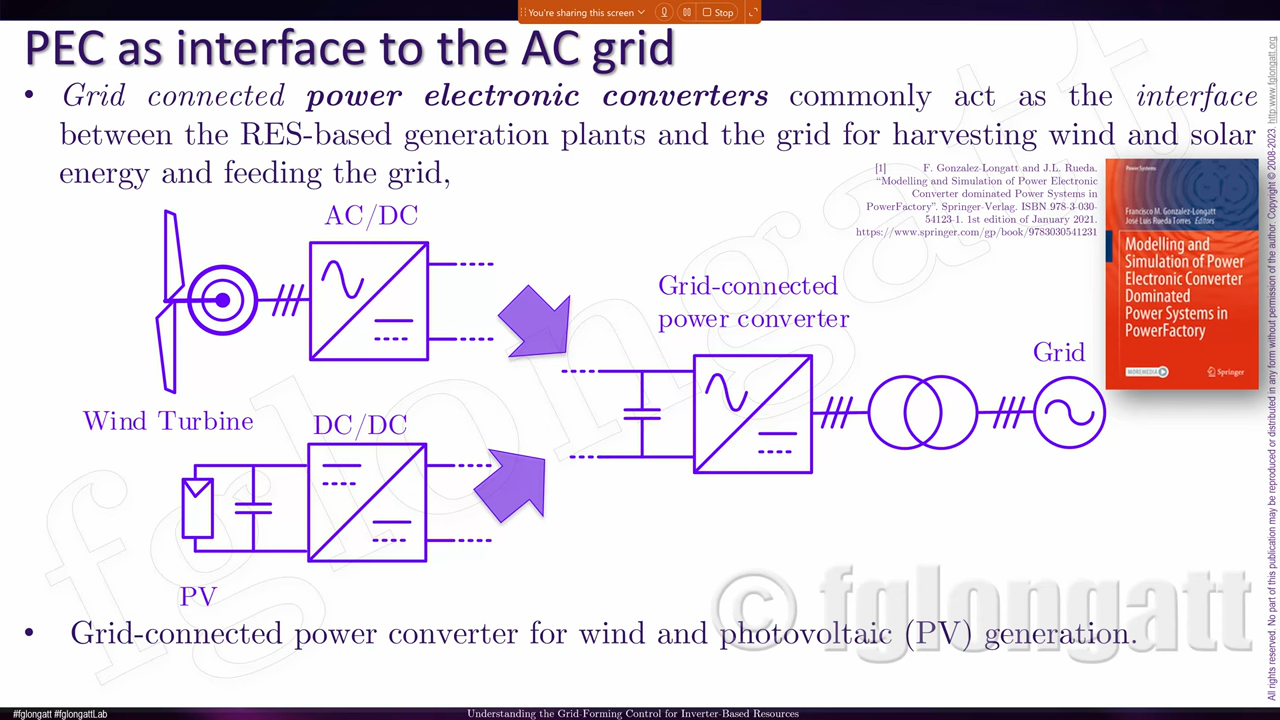 You're sharing this screen
Stop
PEC as interface to the AC grid
• Grid connected power electronic converters commonly act as the interface
between the RES-based generation plants and the grid for harvesting wind and solar
energy and feeding the grid,
[1] F. Gonzalez-Longatt and J.L. Rueda.
“Modelling and Simulation of Power Electronic
Converter dominated Power Systems in
PowerFactory”. Springer-Verlag. ISBN 978-3-030-
54123-1. 1st edition of January 2021.
https://www.springer.com/gp/book/9783030541231
Power Systems
Francisco M. Gonzalez-Longatt
José Luis Rueda Torres Editors
Modelling and
Simulation of Power
Electronic Converter
Dominated
Power Systems in
PowerFactory
MOREMEDIA
Springer
AC/DC
Wind Turbine
DC/DC
PV
Grid-connected
power converter
Grid
• Grid-connected power converter for wind and photovoltaic (PV) generation.
© fglongatt
fglongatt
All rights reserved. No part of this publication may be reproduced or distributed in any form without permission of the author. Copyright © 2008-2023. http:www.fglongatt.org
#fglongatt #fglongattLab
Understanding the Grid-Forming Control for Inverter-Based Resources